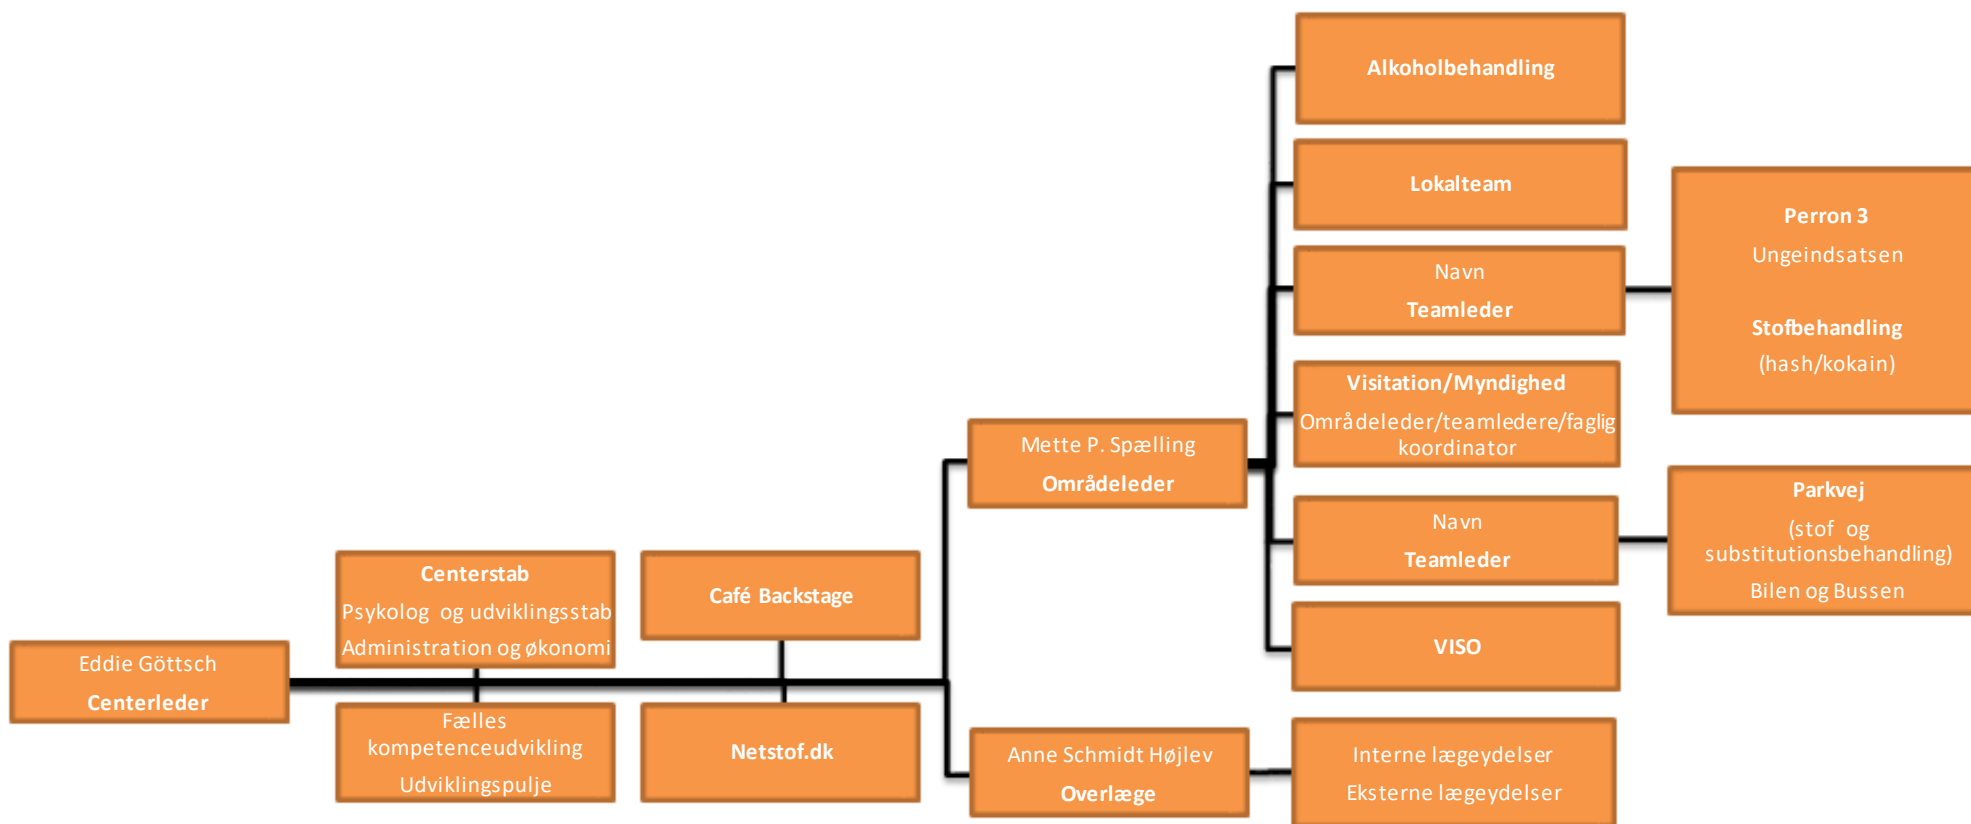 Eddie Göttsch
Centerleder
Centerstab
Psykolog og udviklingsstab
Administration og økonomi
Fælles
kompetenceudvikling
Udviklingspulje
Café Backstage
Netstof.dk
Mette P. Spælling
Områdeleder
Anne Schmidt Højlev
Overlæge
Alkoholbehandling
Lokalteam
Navn
Teamleder
Visitation/Myndighed
Områdeleder/teamledere/faglig
koordinator
Navn
Teamleder
VISO
Interne lægeydelser
Eksterne lægeydelser
Perron 3
Ungeindsatsen
Stofbehandling
(hash/kokain)
Parkvej
(stof og
substitutionsbehandling)
Bilen og Bussen